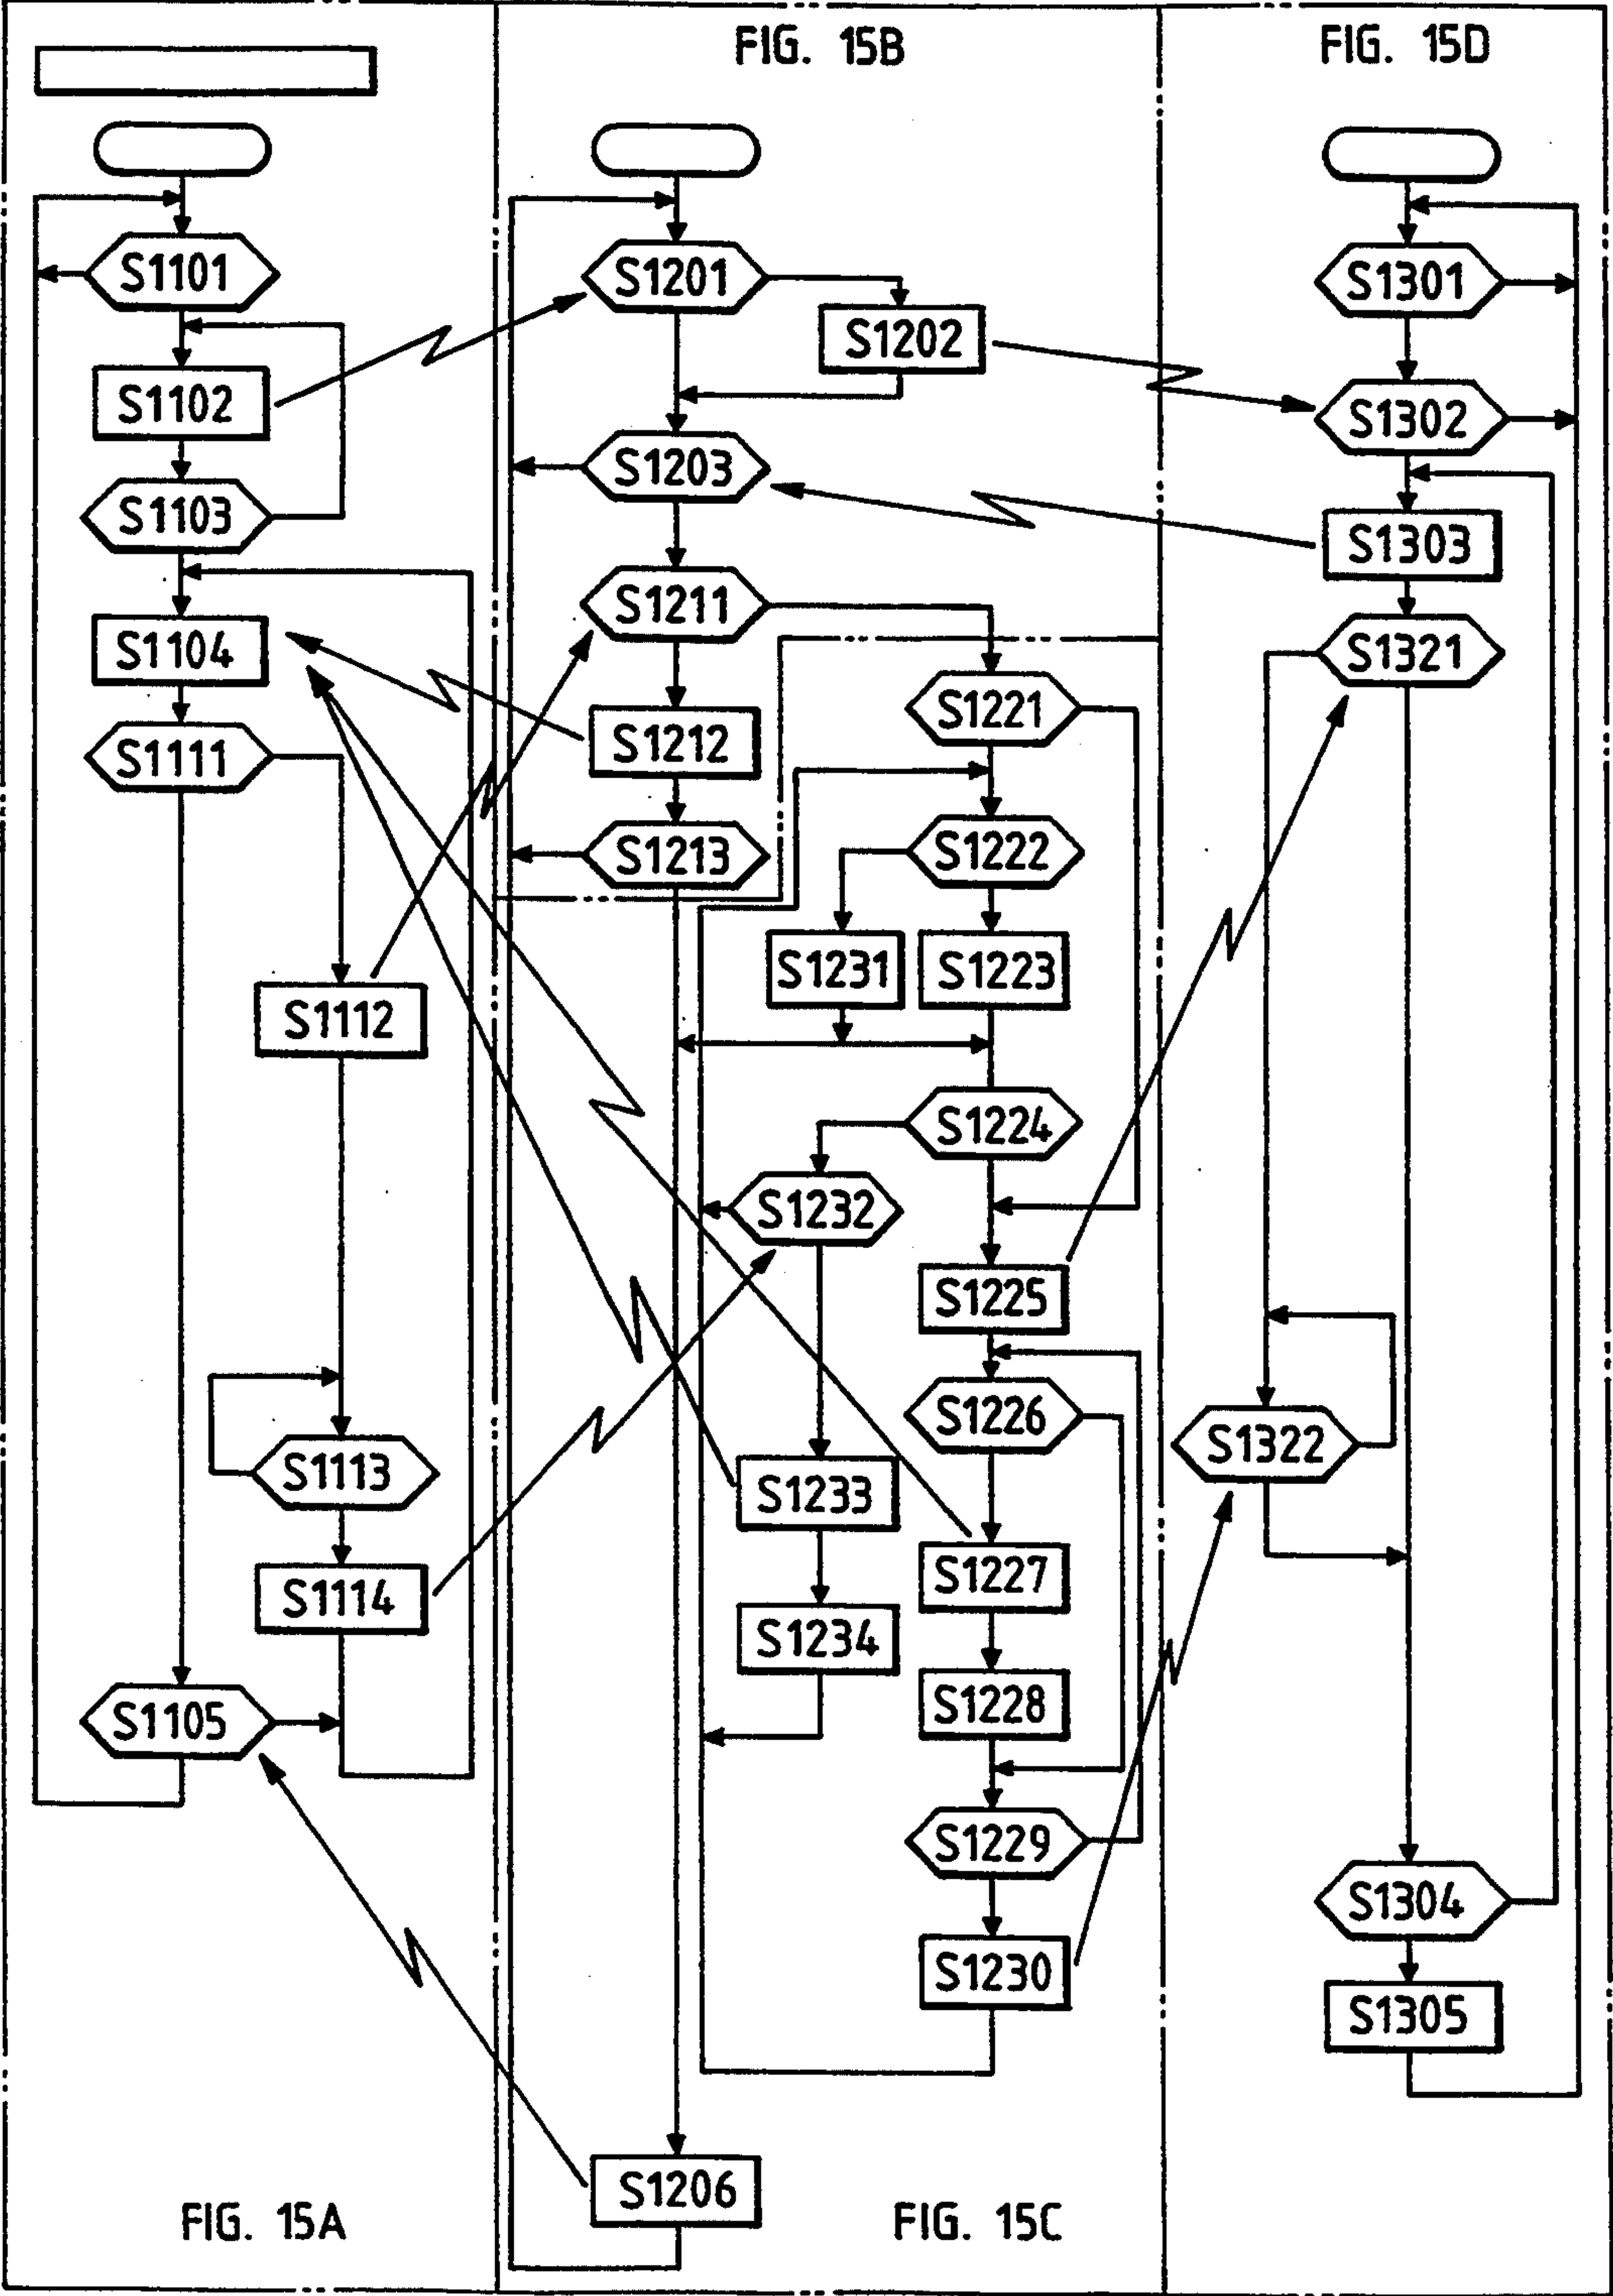 FIG. 15B
FIG. 15D
S1101
S1102
S1103
S1104
S1111
S1112
S1113
S1114
S1105
FIG. 15A
S1201
S1202
S1203
S1211
S1212
S1213
S1206
S1221
S1222
S1231
S1223
S1224
S1232
S1225
S1226
S1233
S1227
S1234
S1228
S1229
S1230
FIG. 15C
S1301
S1302
S1303
S1321
S1322
S1304
S1305